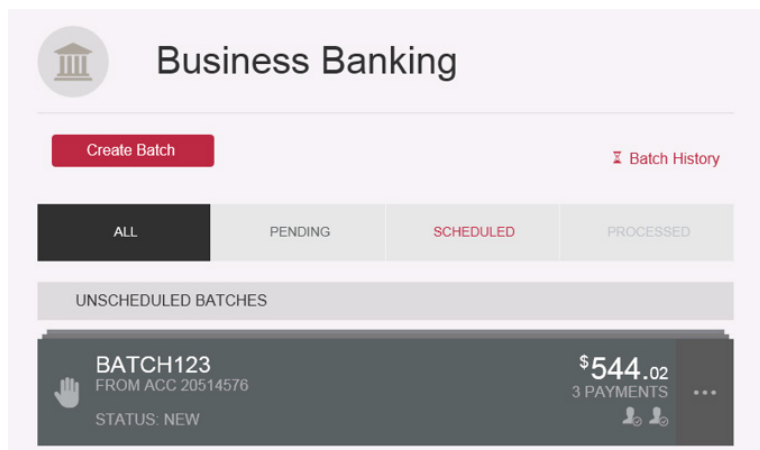 Business Banking
Create Batch
Batch History
ALL PENDING SCHEDULED PROCESSED
UNSCHEDULED BATCHES
BATCH123 $544.02
FROM ACC 20514576 3 PAYMENTS
STATUS: NEW